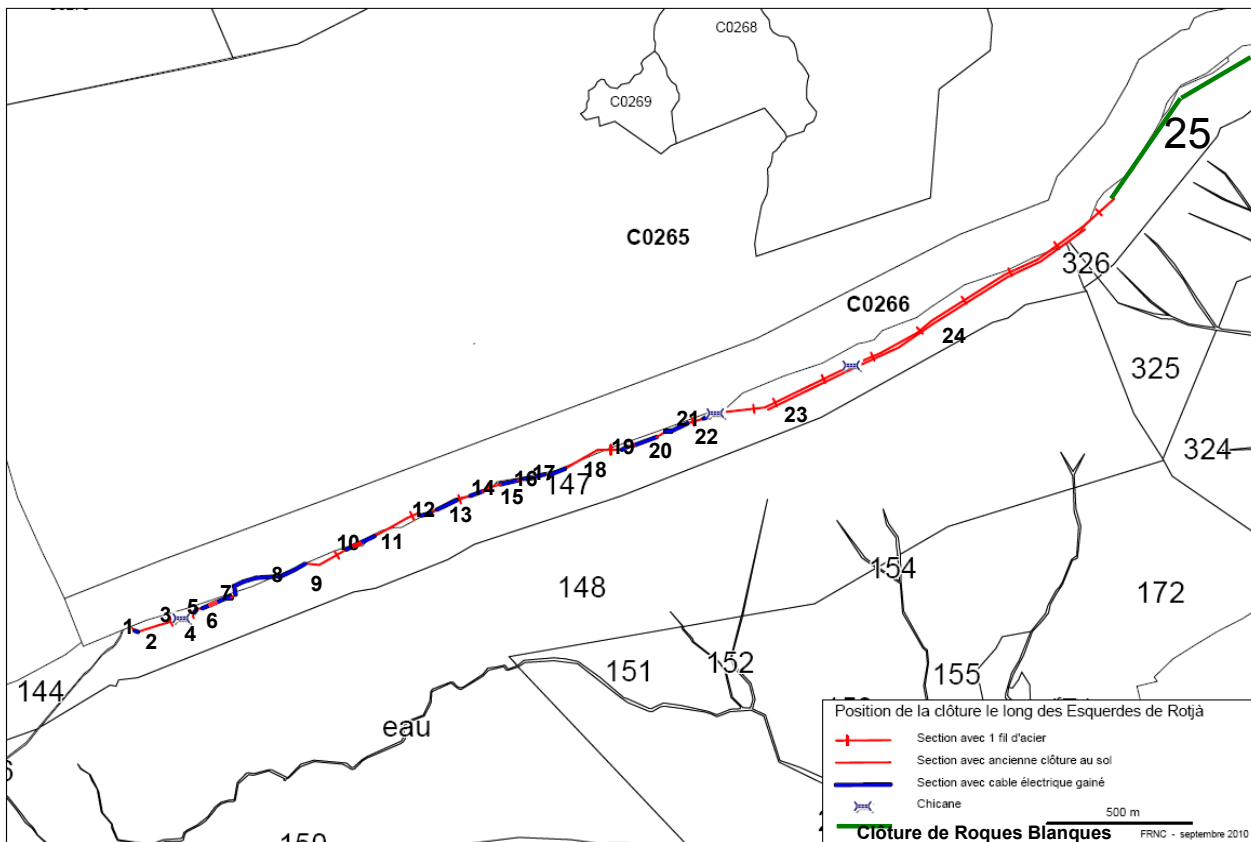 C0268
C0269
25
C0265
326
C0266
24
325
23
324
21
22
19
20
18
17
16
147
15
14
13
12
11
10
9
8
7
6
5
4
3
2
1
148
154
172
144
151
152
155
eau
Position de la clôture le long des Esquerdes de Rotjà
Section avec 1 fil d'acier
Section avec ancienne clôture au sol
Section avec cable électrique gainé
Chicane
500 m
Clôture de Roques Blanques
FRNC - septembre 2010